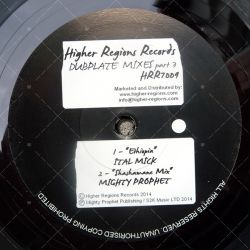 Higher Regions Records
DUBPLATE MIXES part 3
HRR7009
Marketed and Distributed by:
www.higher-regions.com
info@higher-regions.com
1 - "Ethiopia"
ITAL MICK
2 - "Shashamane Mix"
MIGHTY PROPHET
Higher Regions Records 2014
Mighty Prophet Publishing / S2K Music LTD 2014
ALL RIGHTS RESERVED. UNAUTHORISED COPYING PROHIBITED.